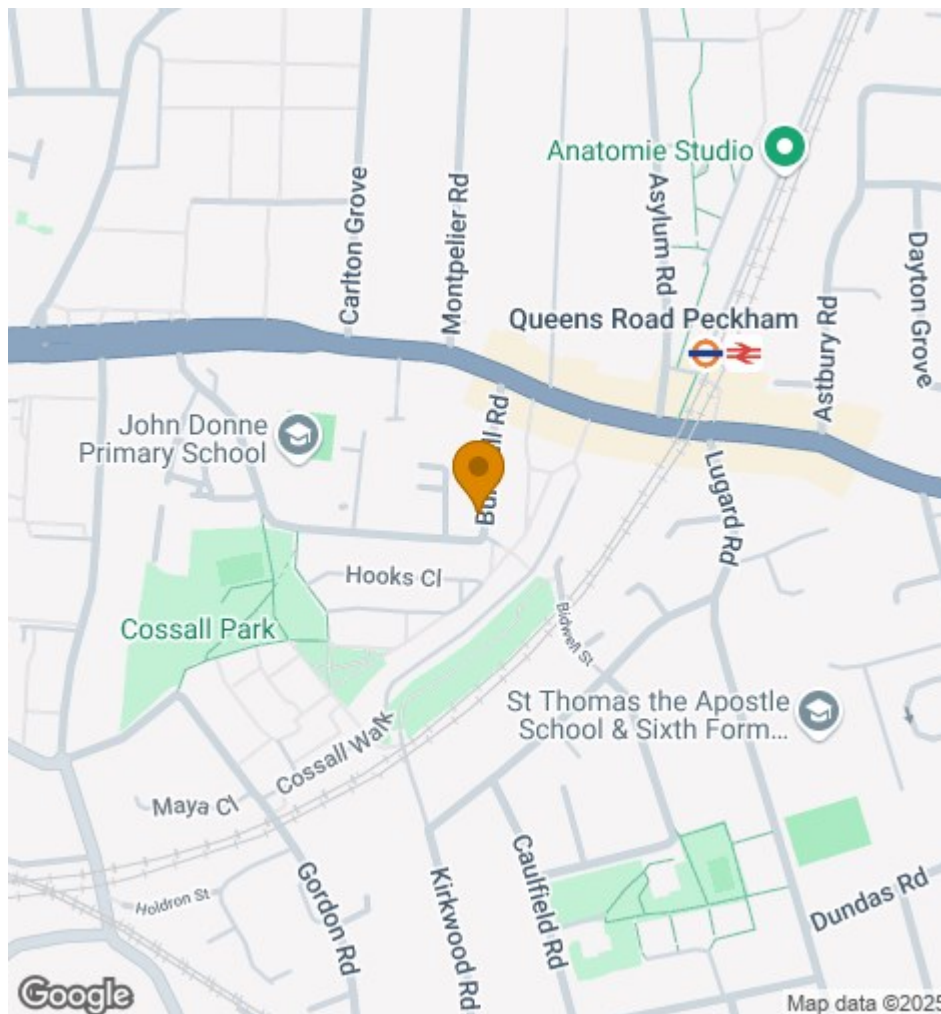 Anatomie Studio
Carlton Grove
Montpelier Rd
Asylum Rd
Dayton Grove
Queens Road Peckham
Astbury Rd
John Donne
Primary School
Rd
Lugard Rd
Hooks Cl
Bidwell St
Cossall Park
St Thomas the Apostle
School & Sixth Form...
Cossall Walk
Maya Cl
Holdron St
Gordon Rd
Kirkwood Rd
Caulfield Rd
Dundas Rd
Google
Map data ©2025